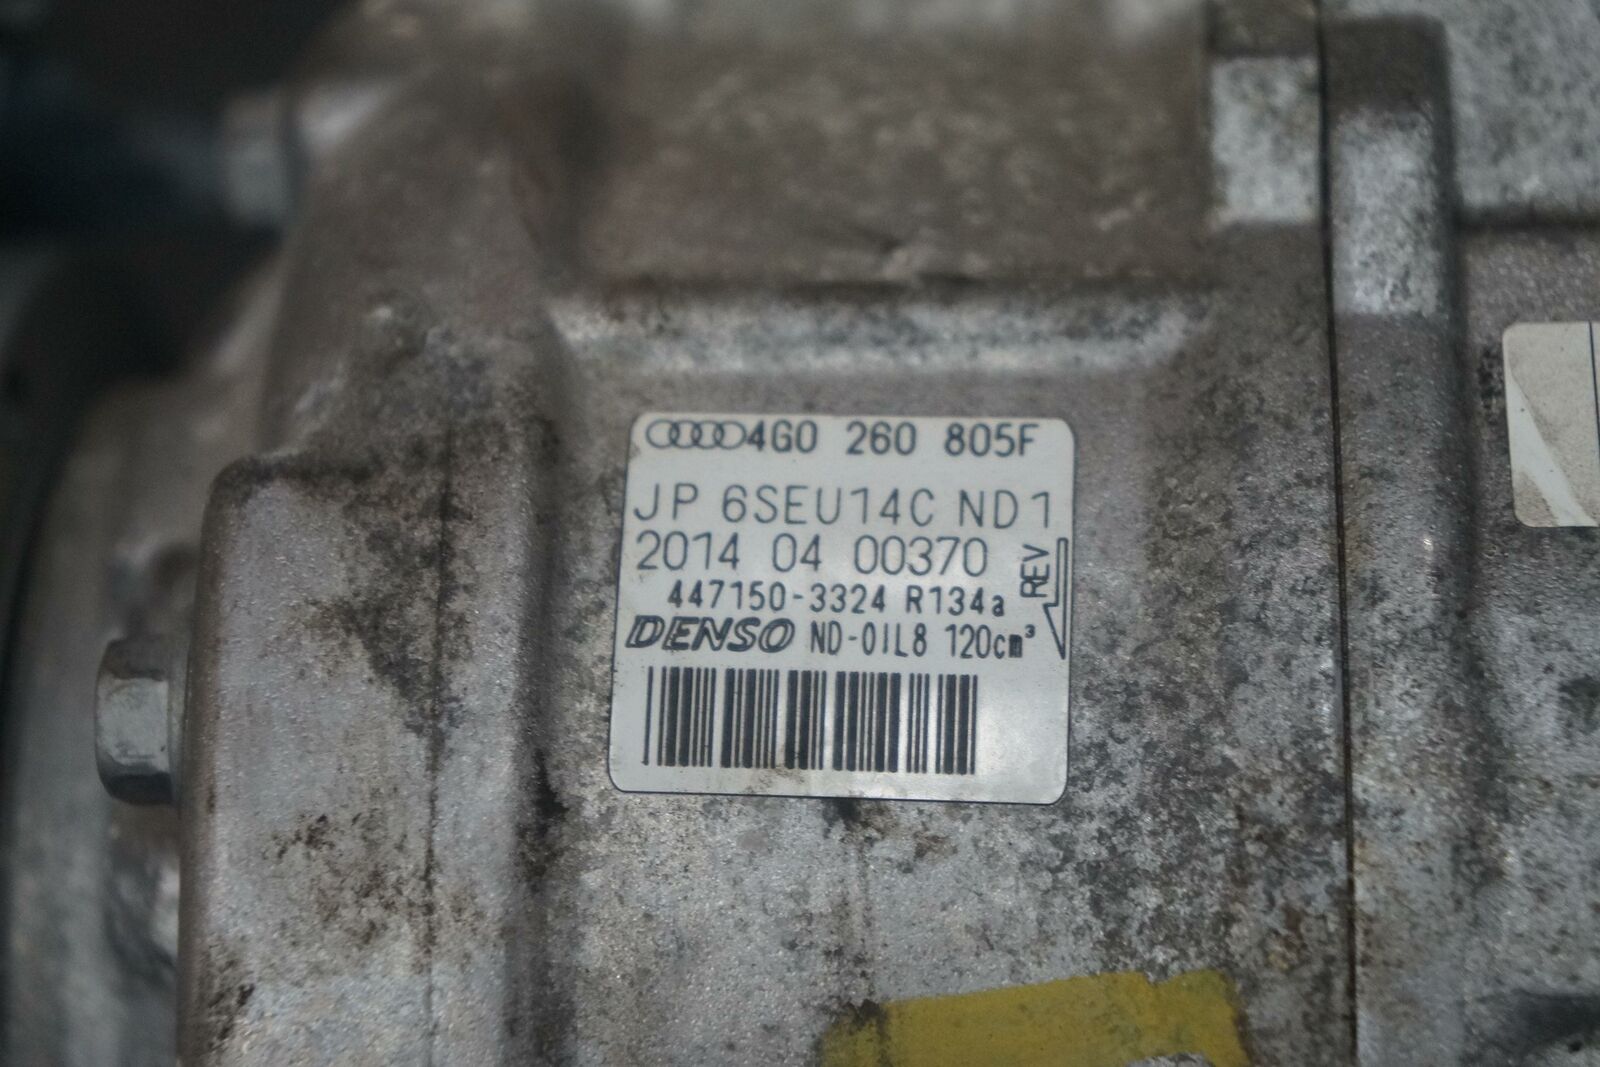 4G0 260 805F
JP 6SEU14C ND1
2014 04 00370
REV
447150-3324 R134a
DENSO ND-OIL8 120cm³